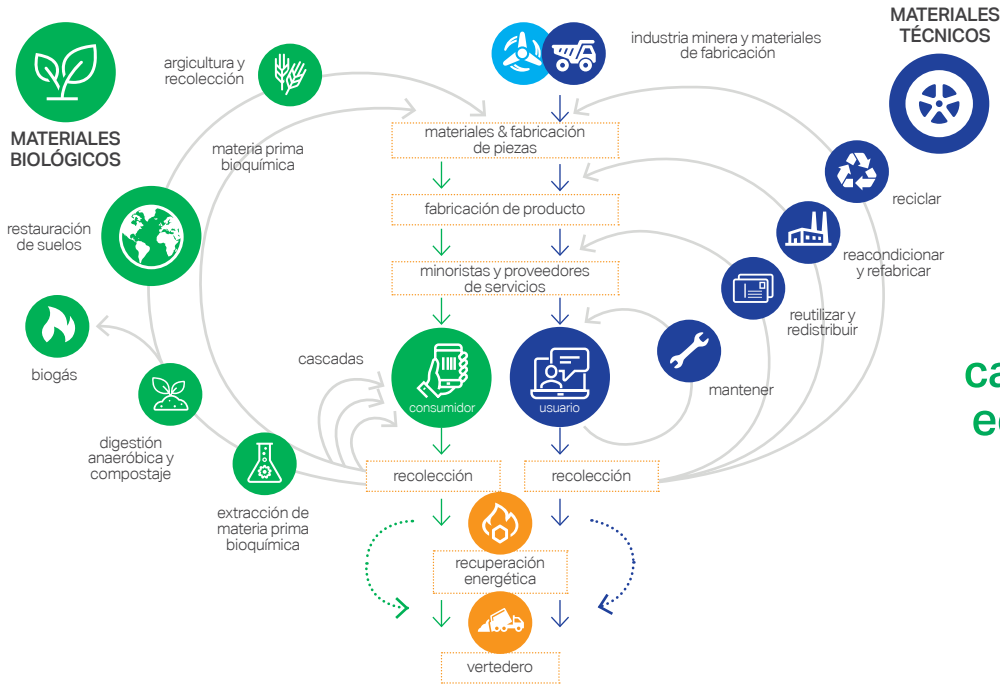 MATERIALES
BIOLÓGICOS
argicultura y
recolección
industria minera y materiales
de fabricación
MATERIALES
TÉCNICOS
materia prima
bioquímica
materiales & fabricación
de piezas
reciclar
restauración
de suelos
fabricación de producto
reacondicionar
y refabricar
minoristas y proveedores
de servicios
reutilizar y
redistribuir
biogás
cascadas
consumidor
usuario
mantener
ca
digestión
anaeróbica y
compostaje
recolección
recolección
extracción de
materia prima
bioquímica
recuperación
energética
vertedero